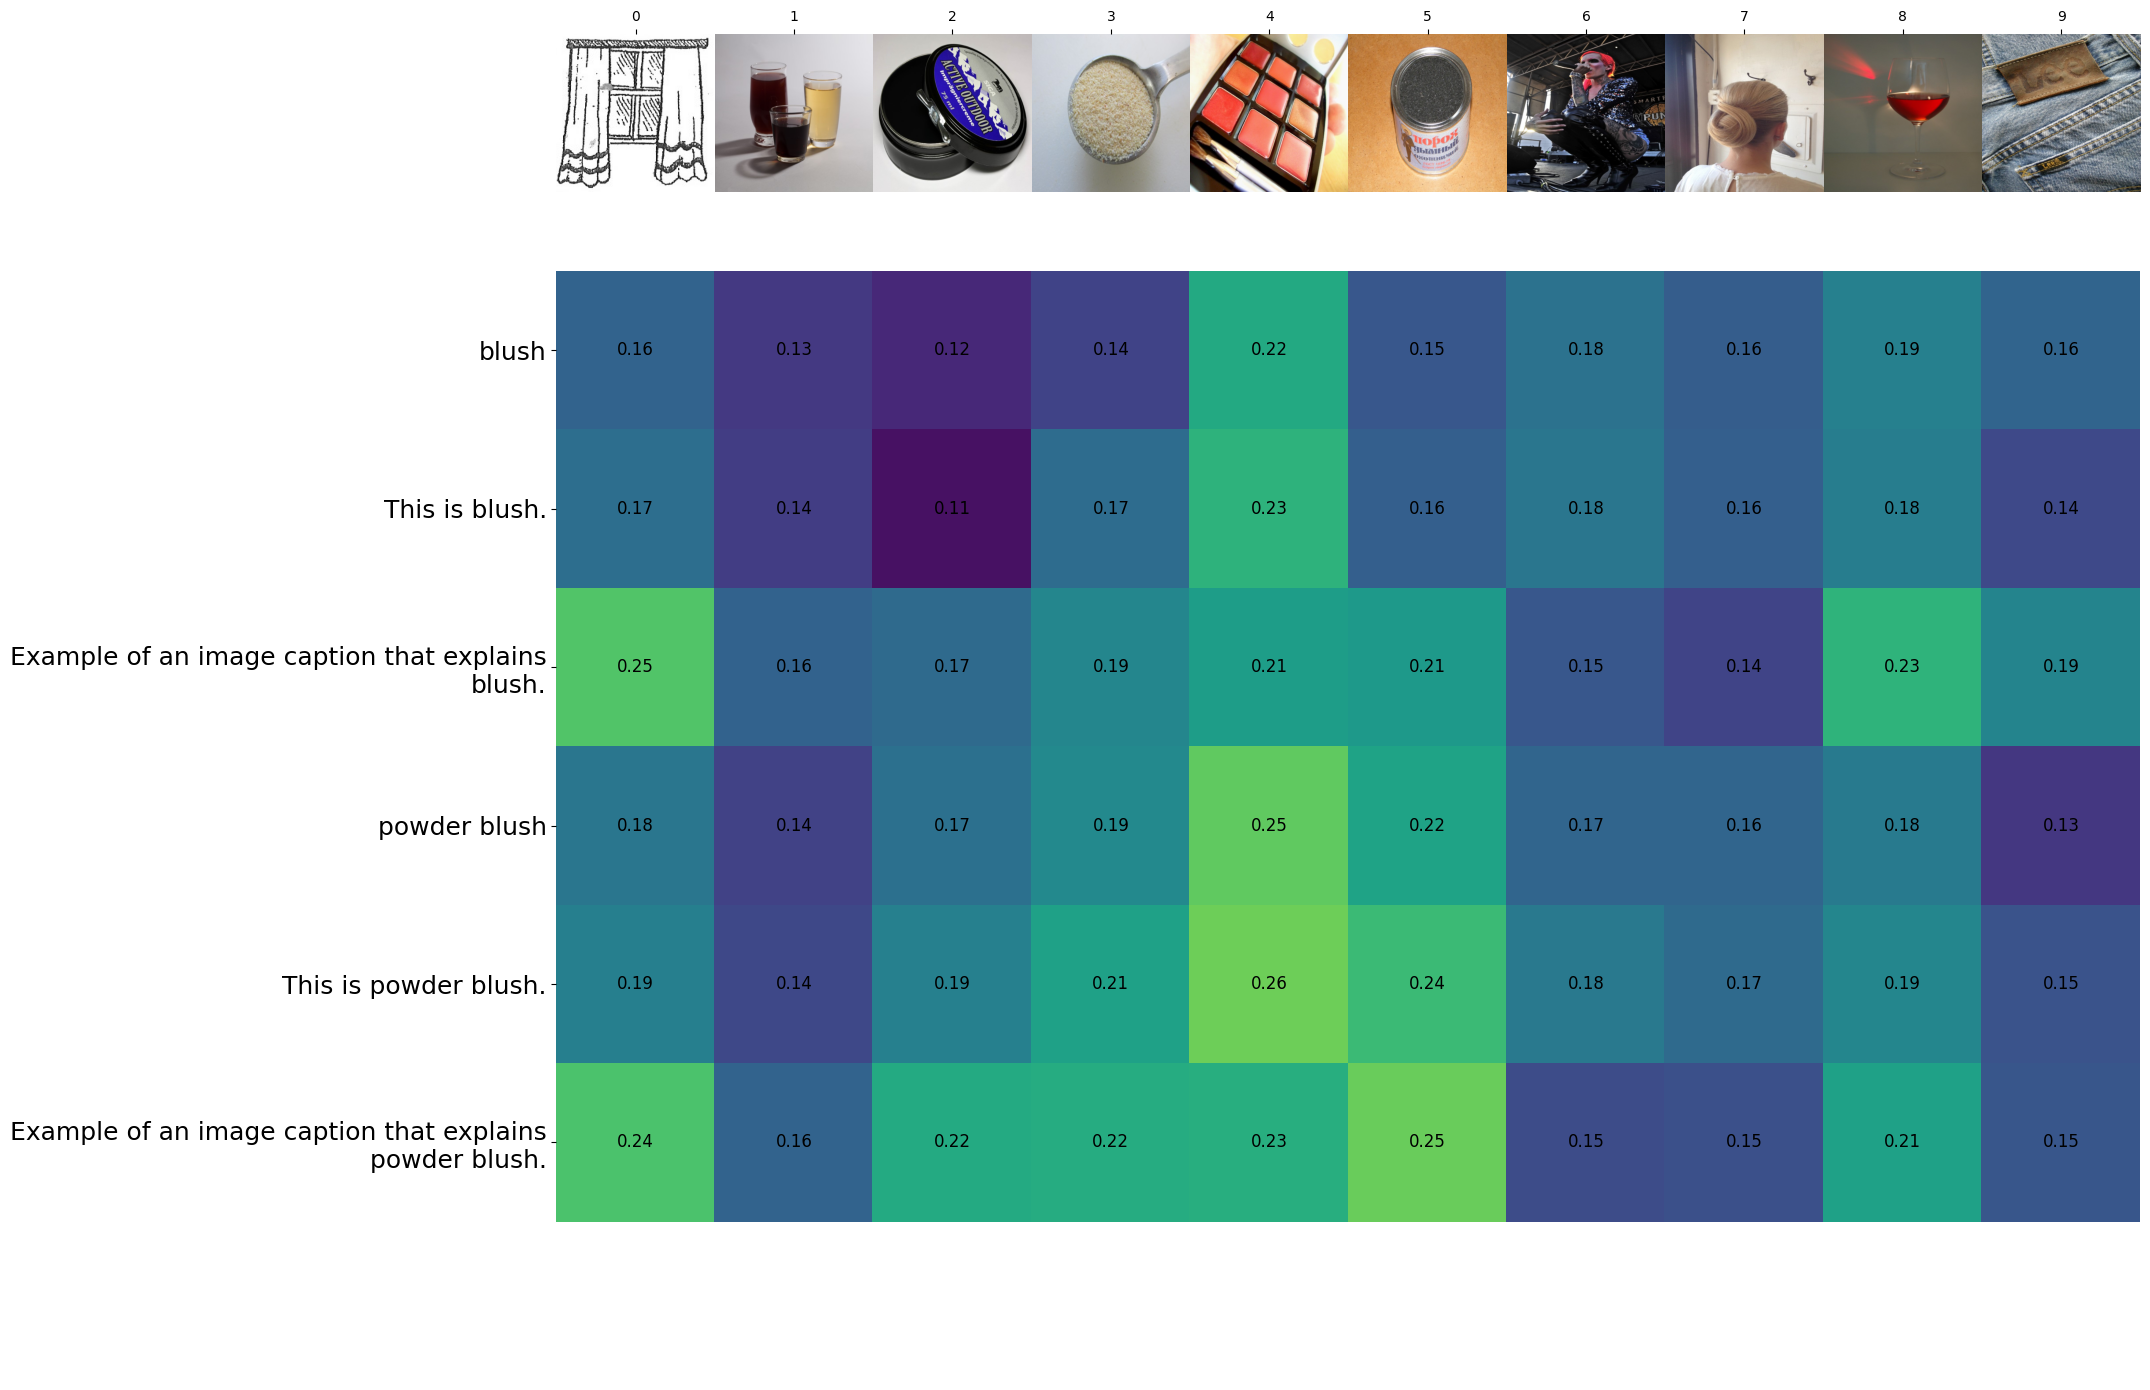 0 1 2 3 4 5 6 7 8 9
ACTIVE OUTDOOR
75 ml
порох
Lee
LEES
blush 0.16 0.13 0.12 0.14 0.22 0.15 0.18 0.16 0.19 0.16
This is blush. 0.17 0.14 0.11 0.17 0.23 0.16 0.18 0.16 0.18 0.14
Example of an image caption that explains
blush. 0.25 0.16 0.17 0.19 0.21 0.21 0.15 0.14 0.23 0.19
powder blush 0.18 0.14 0.17 0.19 0.25 0.22 0.17 0.16 0.18 0.13
This is powder blush. 0.19 0.14 0.19 0.21 0.26 0.24 0.18 0.17 0.19 0.15
Example of an image caption that explains
powder blush. 0.24 0.16 0.22 0.22 0.23 0.25 0.15 0.15 0.21 0.15